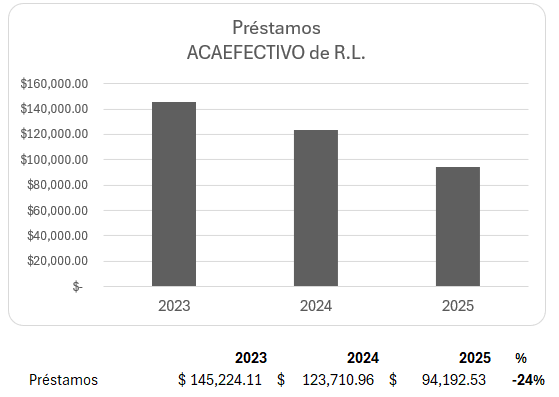 Préstamos
ACAEFECTIVO de R.L.
$160,000.00
$140,000.00
$120,000.00
$100,000.00
$80,000.00
$60,000.00
$40,000.00
$20,000.00
$-
2023 2024 2025
2023 2024 2025 %
Préstamos $ 145,224.11 $ 123,710.96 $ 94,192.53 -24%